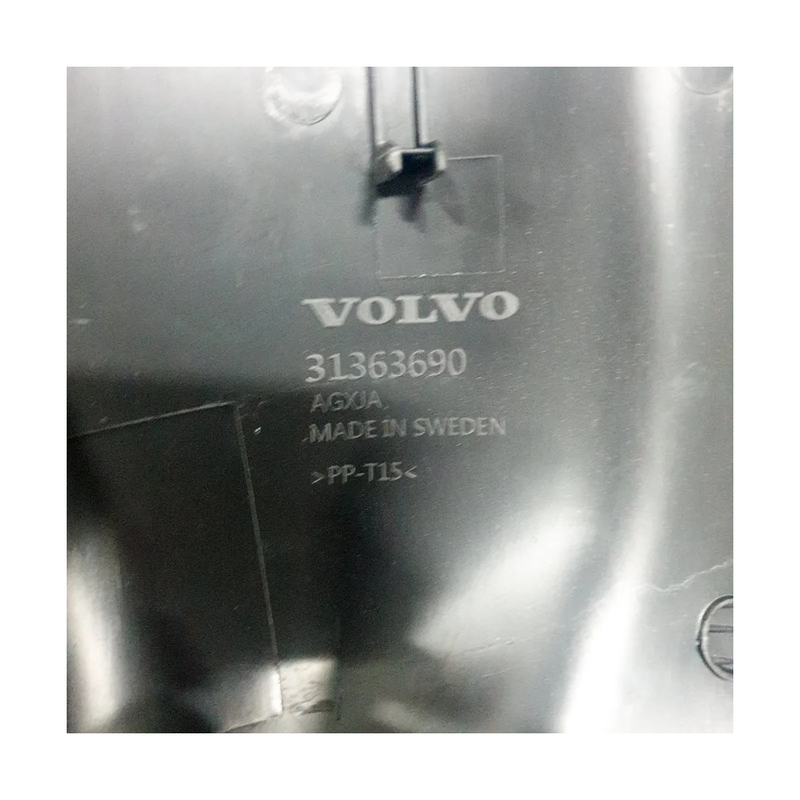 VOLVO
31363690
AGXJA
MADE IN SWEDEN
>PP-T15<